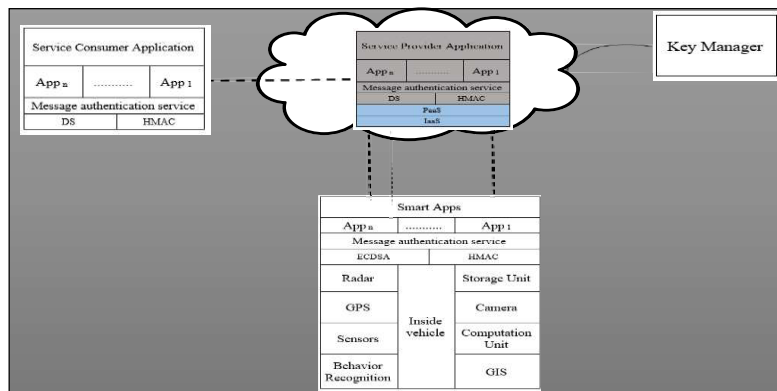 Service Consumer Application
App n ........... App 1
Message authentication service
DS HMAC
Service Provider Application
App n ........... App 1
Message authentication service
DS HMAC
PaaS
IaaS
Key Manager
Smart Apps
App n ........... App 1
Message authentication service
ECDSA HMAC
Radar
GPS
Sensors
Behavior
Recognition
Inside
vehicle
Storage Unit
Camera
Computation
Unit
GIS